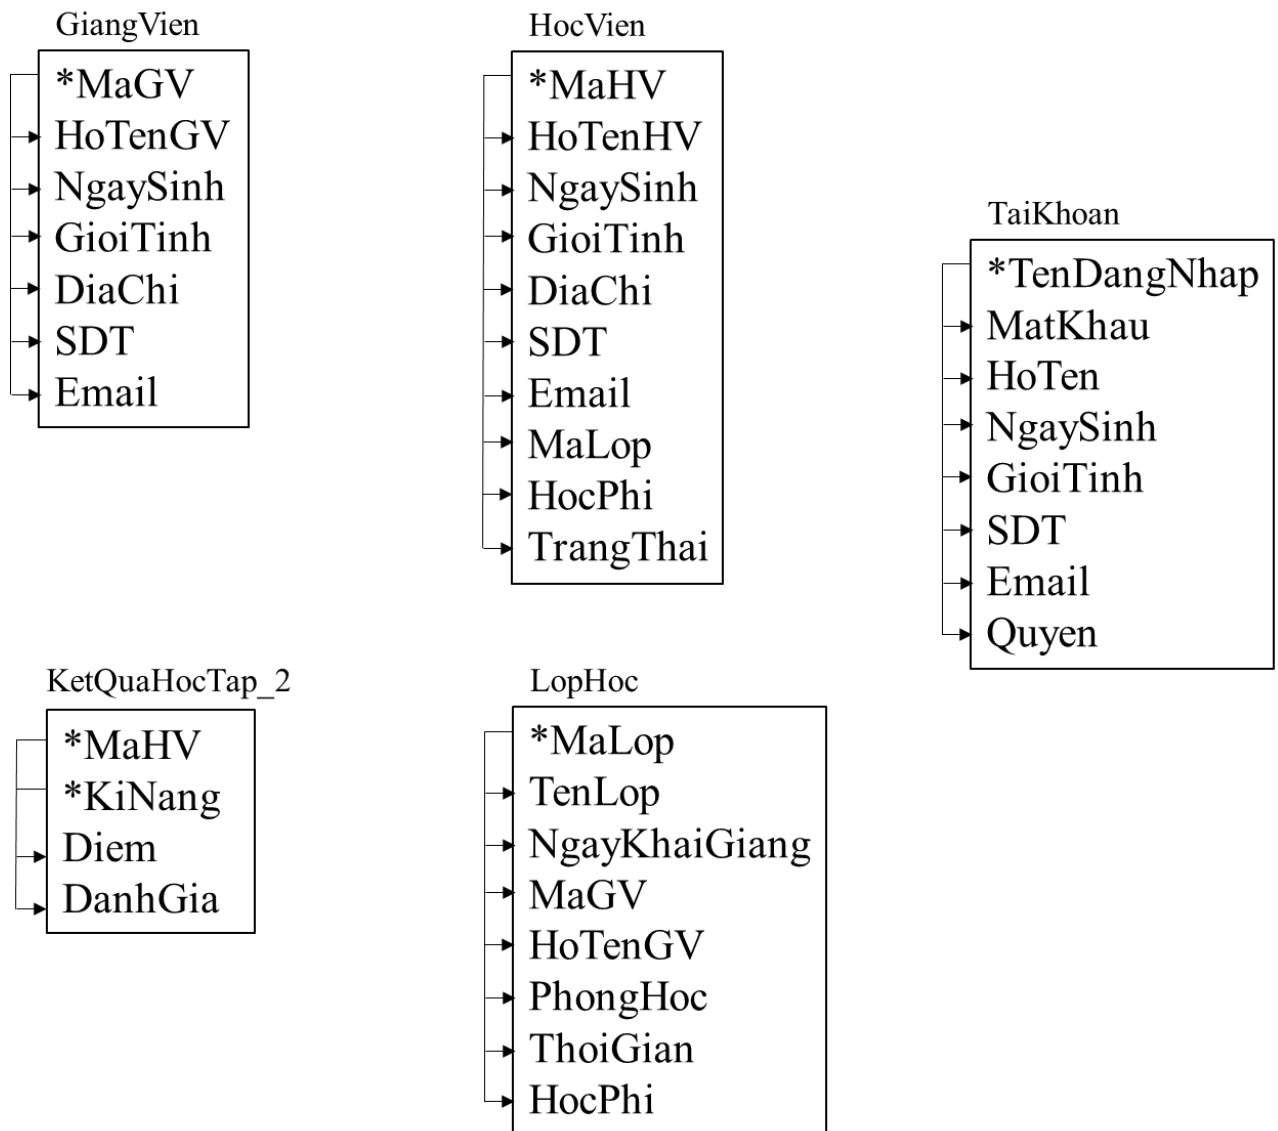 GiangVien
*MaGV
HoTenGV
NgaySinh
GioiTinh
DiaChi
SDT
Email
HocVien
*MaHV
HoTenHV
NgaySinh
GioiTinh
DiaChi
SDT
Email
MaLop
HocPhi
TrangThai
TaiKhoan
*TenDangNhap
MatKhau
HoTen
NgaySinh
GioiTinh
SDT
Email
Quyen
KetQuaHocTap_2
*MaHV
*KiNang
Diem
DanhGia
LopHoc
*MaLop
TenLop
NgayKhaiGiang
MaGV
HoTenGV
PhongHoc
ThoiGian
HocPhi